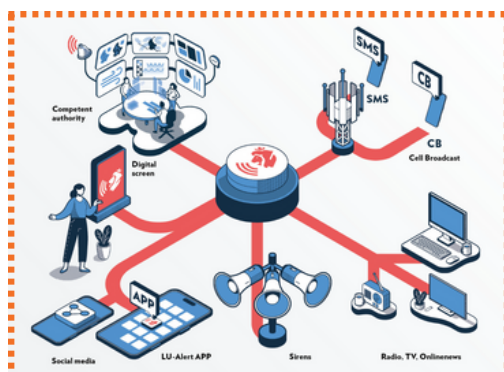 SMS
CB
Competent
authority
SMS
CB
Cell Broadcast
Digital
screen
APP
Social media
LU-Alert APP
Sirens
Radio, TV, Onlinenews